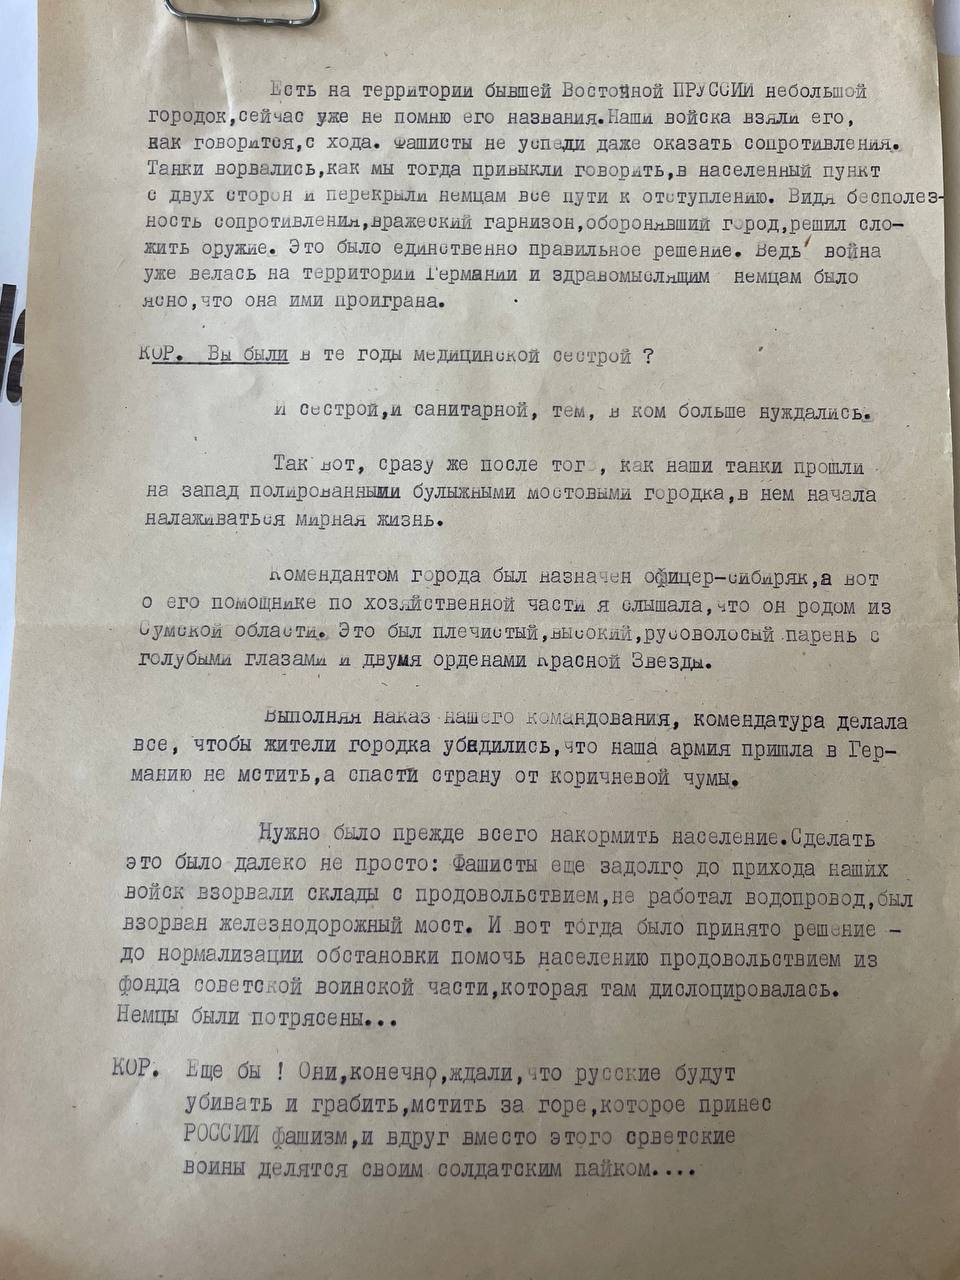 Есть на территории бывшей Востойной ПРУССИИ небольшой
городок,сейчас уже не помню его названия.Наши войска взяли его,
как говорится,с хода. Фашисты не успели даже оказать сопротивления.
Танки ворвались,как мы тогда привыкли говорить,в населенный пункт
с двух сторон и перекрыли немцам все пути к отступлению. Видя бесполез-
ность сопротивления,вражеский гарнизон,оборонявший город,решил сло-
жить оружие. Это было единственно правильное решение. Ведь война
уже велась на территории Германии и здравомыслящим немцам было
ясно,что она ими проиграна.
КОР. Вы были в те годы медицинской сестрой ?
И сестрой,и санитарной, тем, в ком больше нуждались.
Так вот, сразу же после тог , как наши танки прошли
на запад полированными булыжными мостовыми городка,в нем начала
налаживаться мирная жизнь.
Комендантом города был назначен офицер-сибиряк,а вот
о его помощнике по хозяйственной части я слышала,что он родом из
Сумской области. Это был плечистый,высокий,русоволосый парень с
голубыми глазами и двумя орденами Красной Звезды.
Выполняя наказ нашего командования, комендатура делала
все, чтобы жители городка убедились,что наша армия пришла в Гер-
манию не мстить,а спасти страну от коричневой чумы.
Нужно было прежде всего накормить население.Сделать
это было далеко не просто: Фашисты еще задолго до прихода наших
войск взорвали склады с продовольствием,не работал водопровод,был
взорван железнодорожный мост. И вот тогда было принято решение -
до нормализации обстановки помочь населению продовольствием из
фонда советской воинской части,которая там дислоцировалась.
Немцы были потрясены...
КОР. Еще бы ! Они,конечно,ждали,что русские будут
убивать и грабить,мстить за горе,которое принес
РОССИИ фашизм,и вдруг вместо этого срветские
воины делятся своим солдатским пайком....